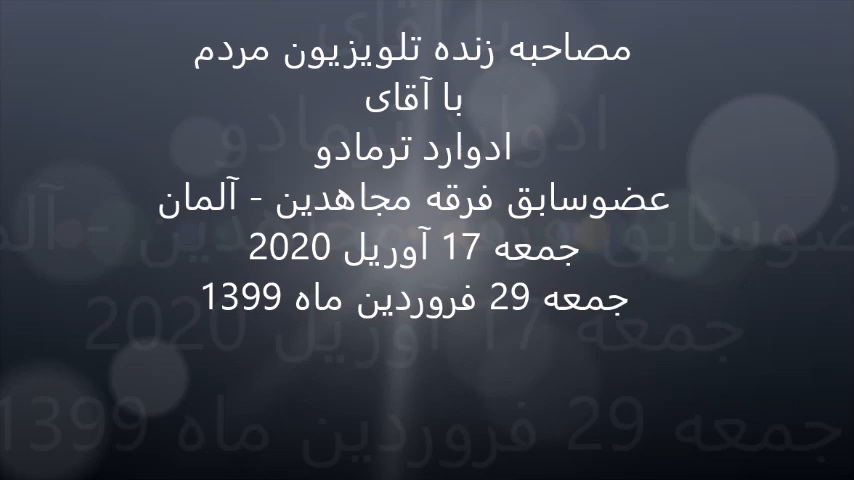 مصاحبه زنده تلویزیون مردم
با آقای
ادوارد ترمادو
عضوسابق فرقه مجاهدین - آلمان
جمعه 17 آوریل 2020
جمعه 29 فروردین ماه 1399